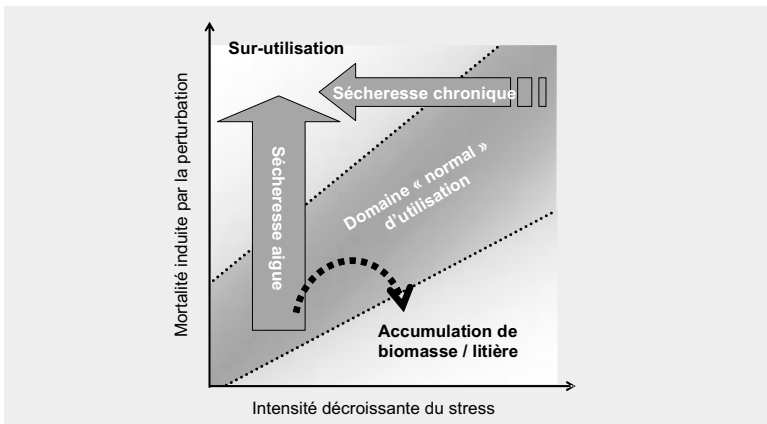 Sur-utilisation
Sécheresse chronique
Mortalité induite par la perturbation
Sécheresse aigue
Domaine « normal »
d’utilisation
Accumulation de
biomasse / litière
Intensité décroissante du stress